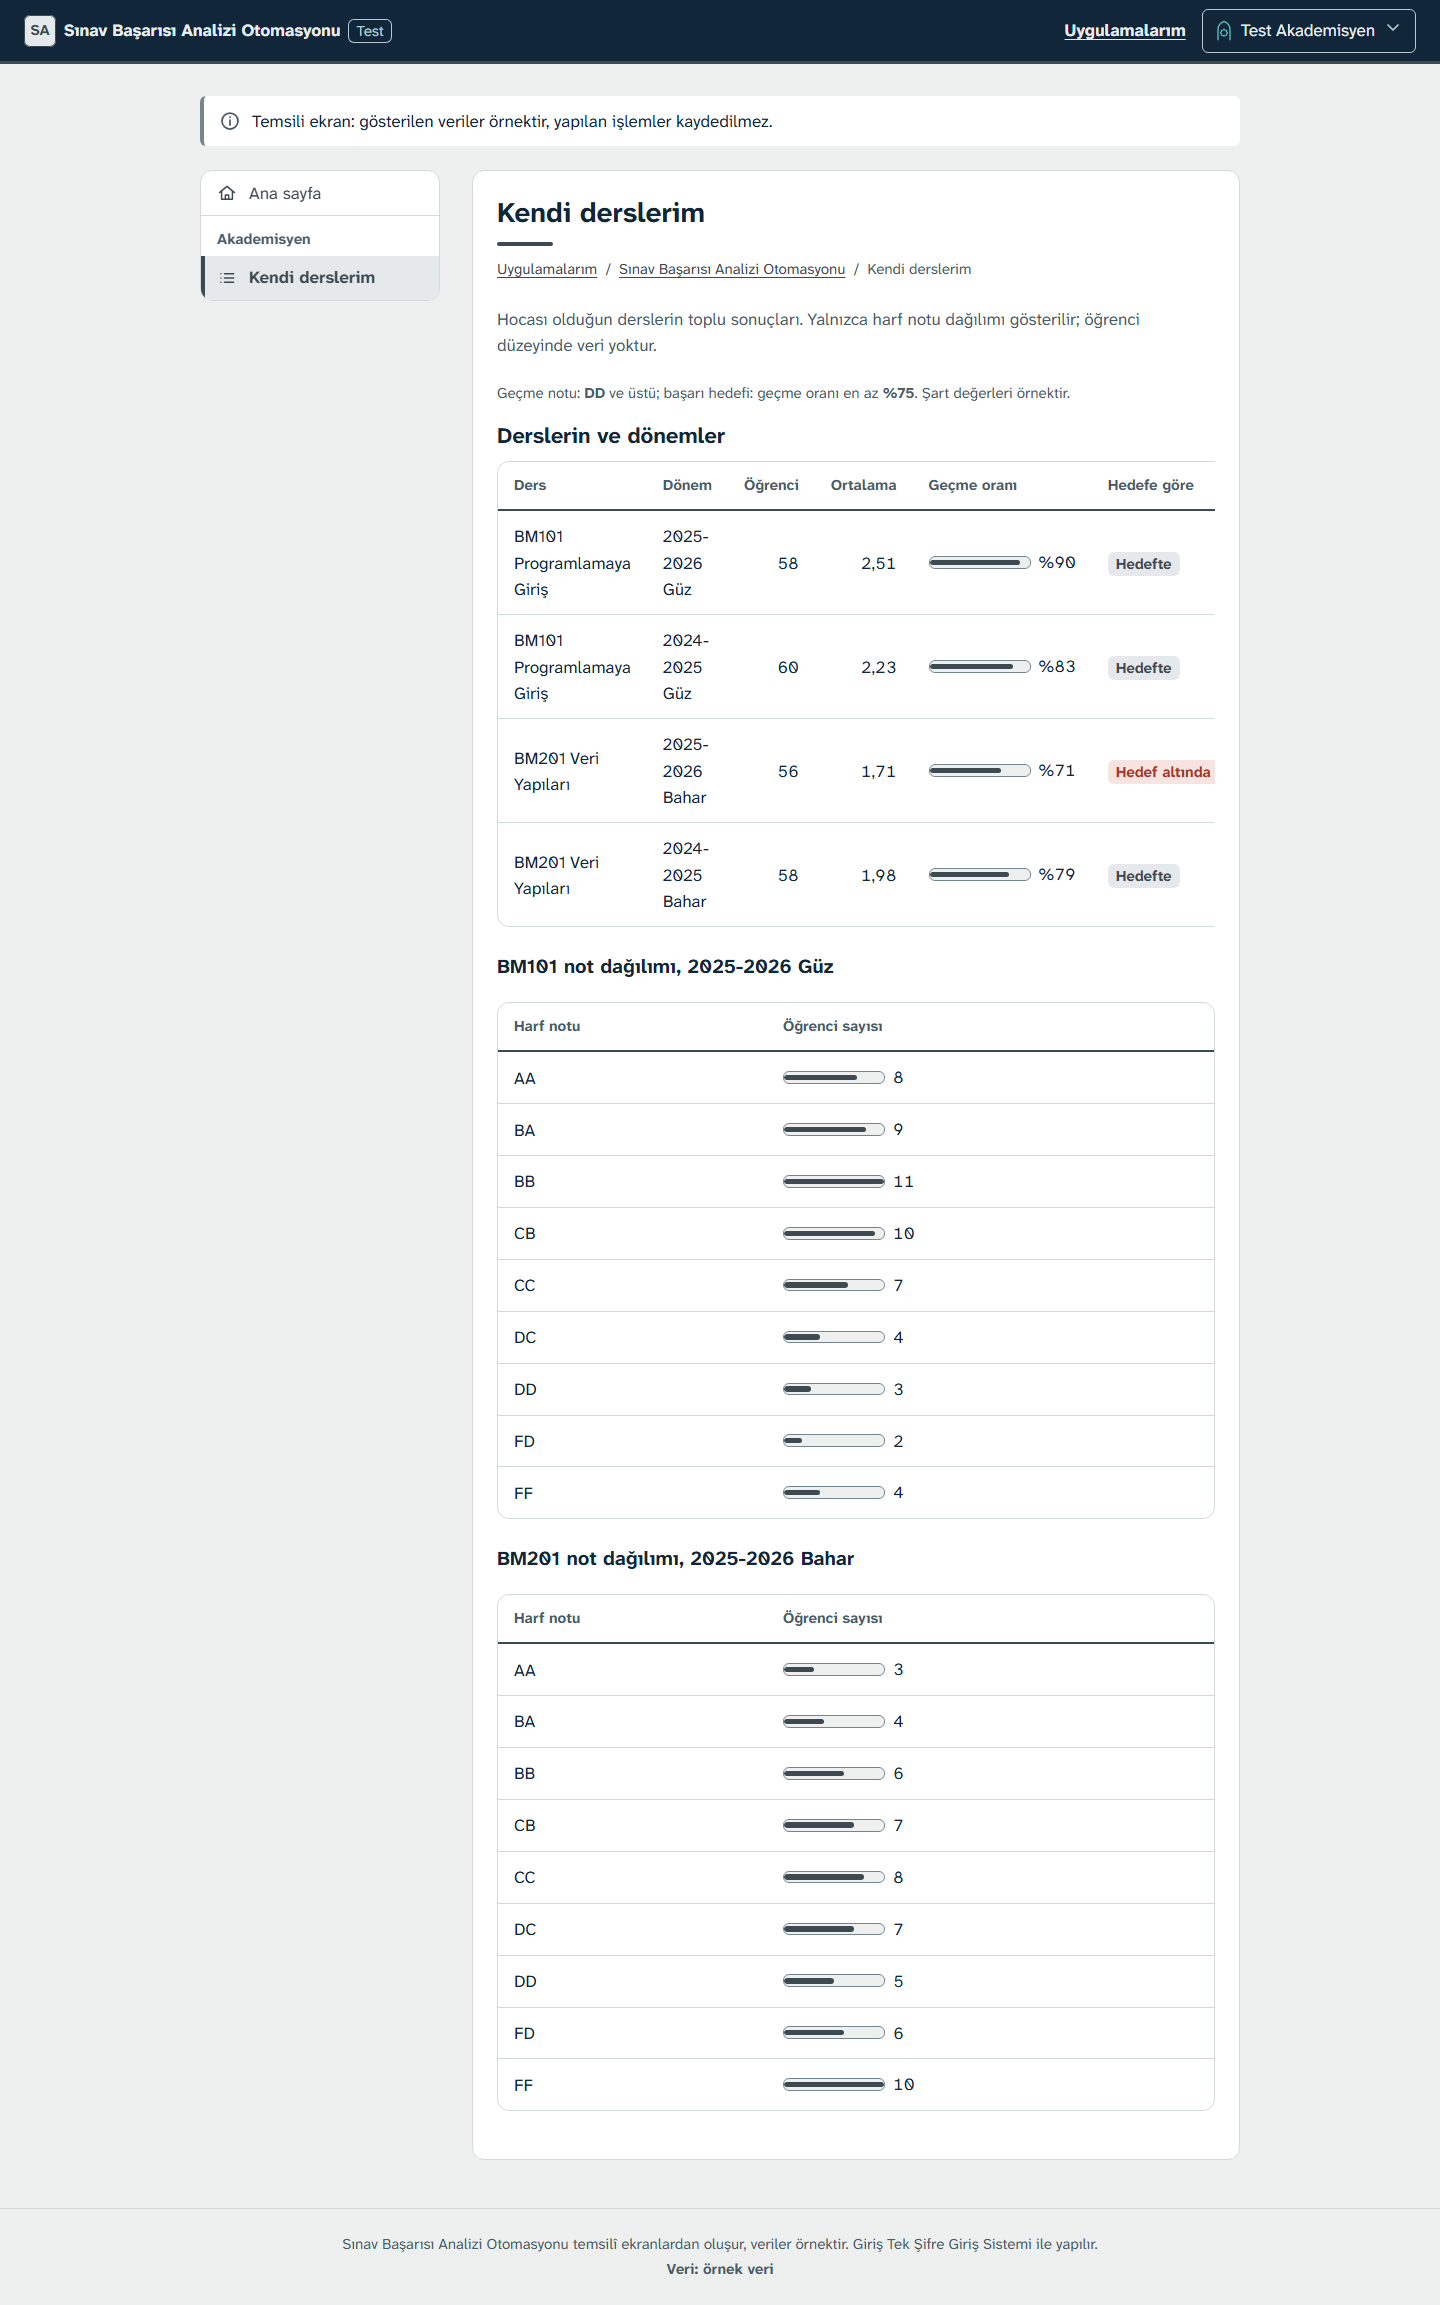 SA Sınav Başarısı Analizi Otomasyonu Test Uygulamalarım Test Akademisyen
Temsili ekran: gösterilen veriler örnektir, yapılan işlemler kaydedilmez.
Ana sayfa
Akademisyen
Kendi derslerim
Kendi derslerim
Uygulamalarım / Sınav Başarısı Analizi Otomasyonu / Kendi derslerim
Hocası olduğun derslerin toplu sonuçları. Yalnızca harf notu dağılımı gösterilir; öğrenci
düzeyinde veri yoktur.
Geçme notu: DD ve üstü; başarı hedefi: geçme oranı en az %75. Şart değerleri örnektir.
Derslerin ve dönemler
Ders Dönem Öğrenci Ortalama Geçme oranı Hedefe göre
BM101 Programlamaya Giriş 2025-2026 Güz 58 2,51 %90 Hedefte
BM101 Programlamaya Giriş 2024-2025 Güz 60 2,23 %83 Hedefte
BM201 Veri Yapıları 2025-2026 Bahar 56 1,71 %71 Hedef altında
BM201 Veri Yapıları 2024-2025 Bahar 58 1,98 %79 Hedefte
BM101 not dağılımı, 2025-2026 Güz
Harf notu Öğrenci sayısı
AA 8
BA 9
BB 11
CB 10
CC 7
DC 4
DD 3
FD 2
FF 4
BM201 not dağılımı, 2025-2026 Bahar
Harf notu Öğrenci sayısı
AA 3
BA 4
BB 6
CB 7
CC 8
DC 7
DD 5
FD 6
FF 10
Sınav Başarısı Analizi Otomasyonu temsilî ekranlardan oluşur, veriler örnektir. Giriş Tek Şifre Giriş Sistemi ile yapılır.
Veri: örnek veri